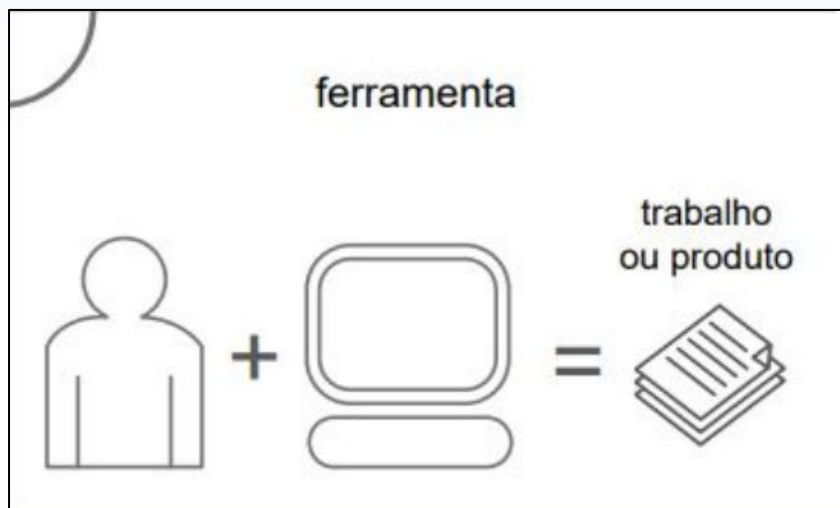 ferramenta
trabalho
ou produto
+
=